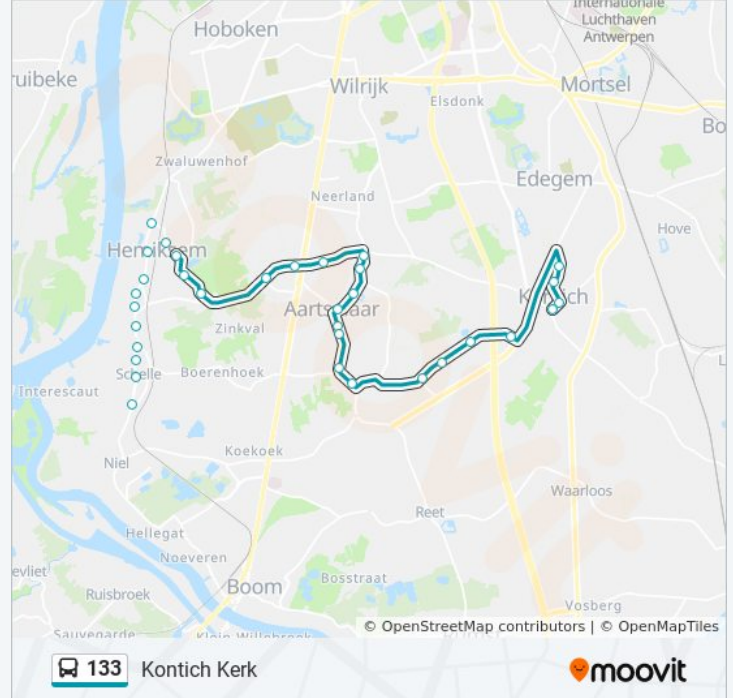 Internationale
Luchthaven
Antwerpen
Hoboken
ruibeke
Wilrijk
Mortsel
Elsdonk
Bo
Zwaluwenhof
Edegem
Neerland
Hove
Hemiksem
Kontich
Aartselaar
Zinkval
Schelle
Boerenhoek
Interescaut
L
Koekoek
Niel
Waarloos
Reet
Hellegat
Noeveren
evliet
Bosstraat
Ruisbroek
Boom
Vosberg
Sauvegarde
Klein Willebroek
© OpenStreetMap contributors | © OpenMapTiles
133 Kontich Kerk
moovit